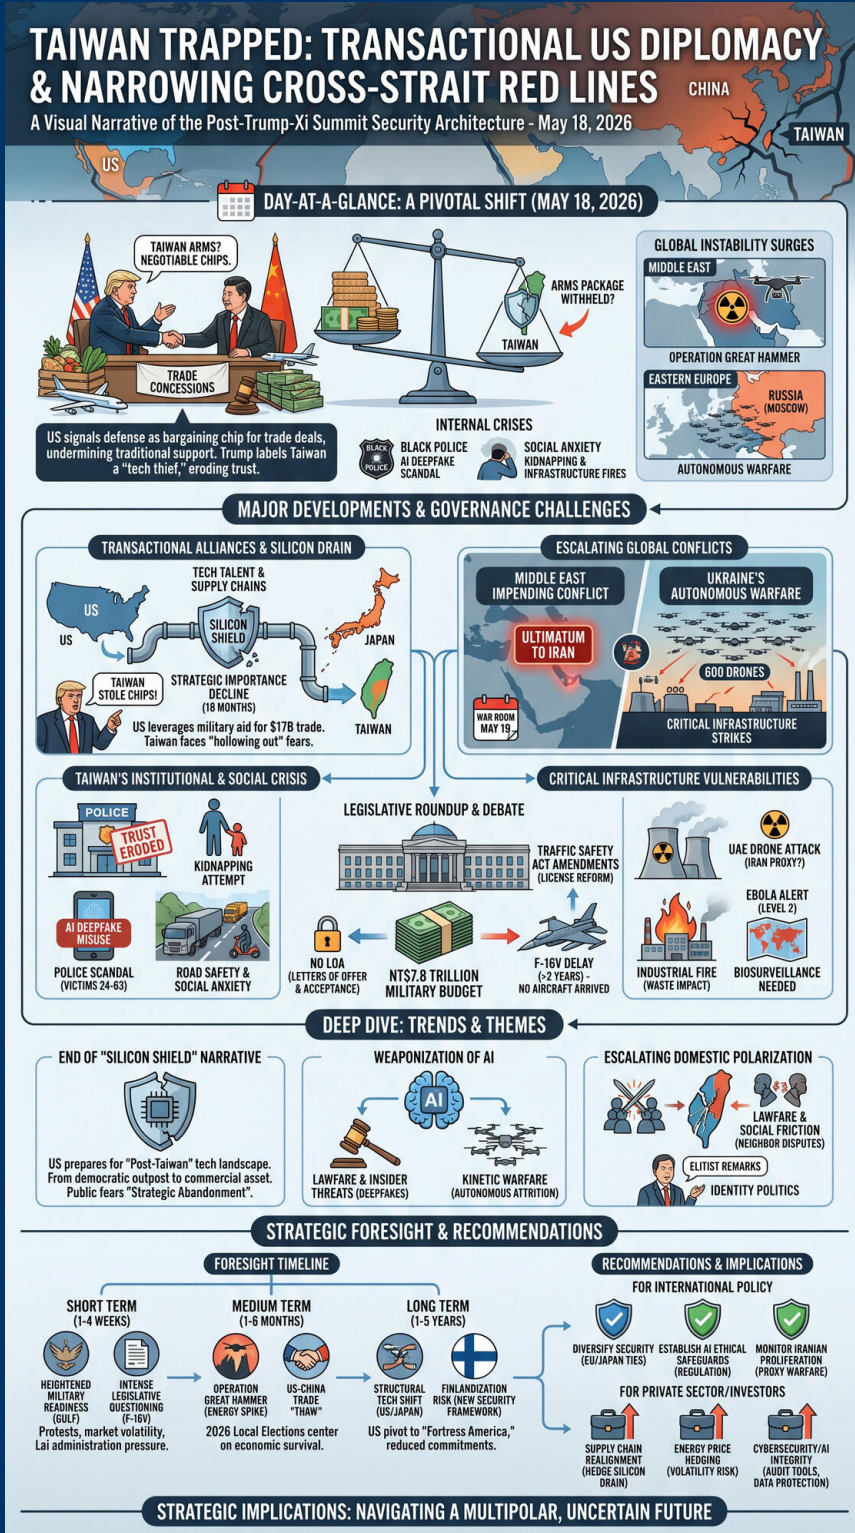 TAIWAN TRAPPED: TRANSACTIONAL US DIPLOMACY
& NARROWING CROSS-STRAIT RED LINES
A Visual Narrative of the Post-Trump-Xi Summit Security Architecture - May 18, 2026
CHINA
TAIWAN
US
DAY-AT-A-GLANCE: A PIVOTAL SHIFT (MAY 18, 2026)
TAIWAN ARMS?
NEGOTIABLE CHIPS.
TRADE
CONCESSIONS
US signals defense as bargaining chip for trade deals,
undermining traditional support. Trump labels Taiwan
a "tech thief," eroding trust.
TAIWAN
ARMS PACKAGE
WITHHELD?
INTERNAL CRISES
BLACK
POLICE
BLACK POLICE
AI DEEPFAKE
SCANDAL
SOCIAL ANXIETY
KIDNAPPING &
INFRASTRUCTURE FIRES
GLOBAL INSTABILITY SURGES
MIDDLE EAST
OPERATION GREAT HAMMER
EASTERN EUROPE
RUSSIA
(MOSCOW)
AUTONOMOUS WARFARE
MAJOR DEVELOPMENTS & GOVERNANCE CHALLENGES
TRANSACTIONAL ALLIANCES & SILICON DRAIN
TECH TALENT &
SUPPLY CHAINS
US
US
SILICON
SHIELD
JAPAN
STRATEGIC IMPORTANCE
DECLINE
(18 MONTHS)
TAIWAN
STOLE CHIPS!
TAIWAN
US leverages military aid for $17B trade.
Taiwan faces "hollowing out" fears.
ESCALATING GLOBAL CONFLICTS
MIDDLE EAST
IMPENDING CONFLICT
ULTIMATUM
TO IRAN
WAR ROOM
MAY 19
UKRAINE'S
AUTONOMOUS WARFARE
600 DRONES
CRITICAL INFRASTRUCTURE
STRIKES
TAIWAN'S INSTITUTIONAL & SOCIAL CRISIS
POLICE
TRUST
ERODED
KIDNAPPING
ATTEMPT
AI DEEPFAKE
MISUSE
POLICE SCANDAL
(VICTIMS 24-63)
ROAD SAFETY &
SOCIAL ANXIETY
LEGISLATIVE ROUNDUP & DEBATE
TRAFFIC SAFETY
ACT AMENDMENTS
(LICENSE REFORM)
NO LOA
(LETTERS OF OFFER
& ACCEPTANCE)
NT$7.8 TRILLION
MILITARY BUDGET
F-16V DELAY
(>2 YEARS) -
NO AIRCRAFT ARRIVED
CRITICAL INFRASTRUCTURE VULNERABILITIES
UAE DRONE ATTACK
(IRAN PROXY?)
INDUSTRIAL FIRE
(WASTE IMPACT)
EBOLA ALERT
(LEVEL 2)
BIOSURVEILLANCE
NEEDED
DEEP DIVE: TRENDS & THEMES
END OF "SILICON SHIELD" NARRATIVE
US prepares for "Post-Taiwan" tech landscape.
From democratic outpost to commercial asset.
Public fears "Strategic Abandonment".
WEAPONIZATION OF AI
AI
LAWFARE & INSIDER
THREATS (DEEPFAKES)
KINETIC WARFARE
(AUTONOMOUS ATTRITION)
ESCALATING DOMESTIC POLARIZATION
LAWFARE &
SOCIAL FRICTION
(NEIGHBOR DISPUTES)
ELITIST REMARKS
IDENTITY POLITICS
STRATEGIC FORESIGHT & RECOMMENDATIONS
FORESIGHT TIMELINE
SHORT TERM
(1-4 WEEKS)
HEIGHTENED
MILITARY
READINESS
(GULF)
INTENSE
LEGISLATIVE
QUESTIONING
(F-16V)
Protests, market volatility,
Lai administration pressure.
MEDIUM TERM
(1-6 MONTHS)
OPERATION
GREAT HAMMER
(ENERGY SPIKE)
US-CHINA
TRADE
"THAW"
2026 Local Elections center
on economic survival.
LONG TERM
(1-5 YEARS)
STRUCTURAL
TECH SHIFT
(US/JAPAN)
FINLANDIZATION
RISK (NEW SECURITY
FRAMEWORK)
US pivot to "Fortress America,"
reduced commitments.
RECOMMENDATIONS & IMPLICATIONS
FOR INTERNATIONAL POLICY
DIVERSIFY SECURITY
(EU/JAPAN TIES)
ESTABLISH AI ETHICAL
SAFEGUARDS
(REGULATION)
MONITOR IRANIAN
PROLIFERATION
(PROXY WARFARE)
FOR PRIVATE SECTOR/INVESTORS
SUPPLY CHAIN
REALIGNMENT
(HEDGE SILICON
DRAIN)
ENERGY PRICE
HEDGING
(VOLATILITY RISK)
CYBERSECURITY/AI
INTEGRITY
(AUDIT TOOLS,
DATA PROTECTION)
STRATEGIC IMPLICATIONS: NAVIGATING A MULTIPOLAR, UNCERTAIN FUTURE